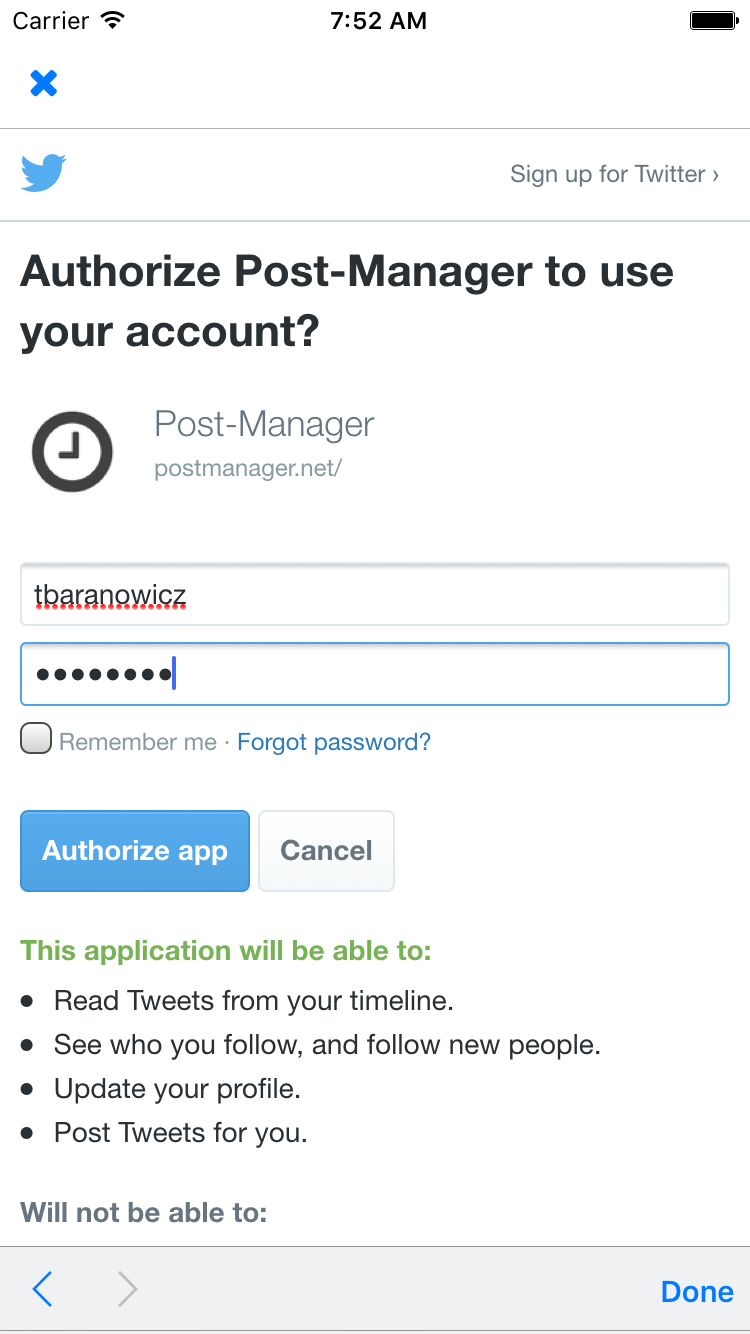 Carrier 7:52 AM
Sign up for Twitter ›
Authorize Post-Manager to use
your account?
Post-Manager
postmanager.net/
tbaranowicz
••••••••
Remember me · Forgot password?
Authorize app Cancel
This application will be able to:
• Read Tweets from your timeline.
• See who you follow, and follow new people.
• Update your profile.
• Post Tweets for you.
Will not be able to:
Done